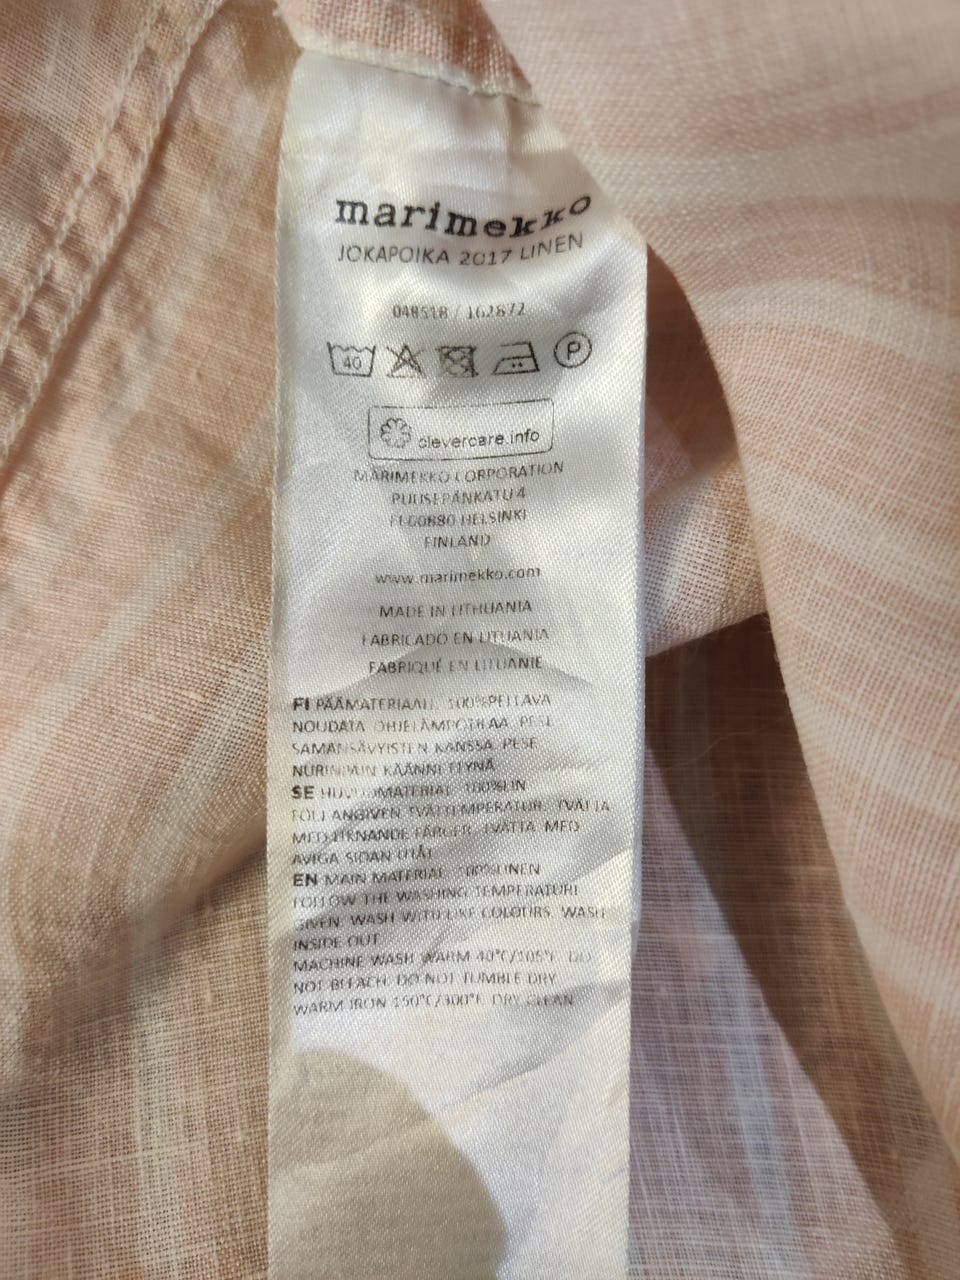 marimekko
JOKAPOIKA 2017 LINEN
048518 / 162872
40 P
clevercare.info
MARIMEKKO CORPORATION
PUUSEPÄNKATU 4
FI 00880 HELSINKI
FINLAND
www.marimekko.com
MADE IN LITHUANIA
FABRICADO EN LITUANIA
FABRIQUÉ EN LITUANIE
FI PÄÄMATERIAALI: 100%PELLAVA
NOUDATA OHJELÄMPÖTILAA. PESE
SAMANSÄVYISTEN KANSSA. PESE
NURINPÄIN KÄÄNNETTYNÄ
SE HUVUDMATERIAL: 100%LIN
FÖLJ ANGIVEN TVÄTTEMPERATUR. TVÄTTA
MED LIKNANDE FÄRGER. TVÄTTA MED
AVIGA SIDAN UTÅT
EN MAIN MATERIAL: 100%LINEN
FOLLOW THE WASHING TEMPERATURE
GIVEN. WASH WITH LIKE COLOURS. WASH
INSIDE OUT
MACHINE WASH WARM 40°C/105°F. DO
NOT BLEACH. DO NOT TUMBLE DRY
WARM IRON 150°C/300°F. DRY CLEAN